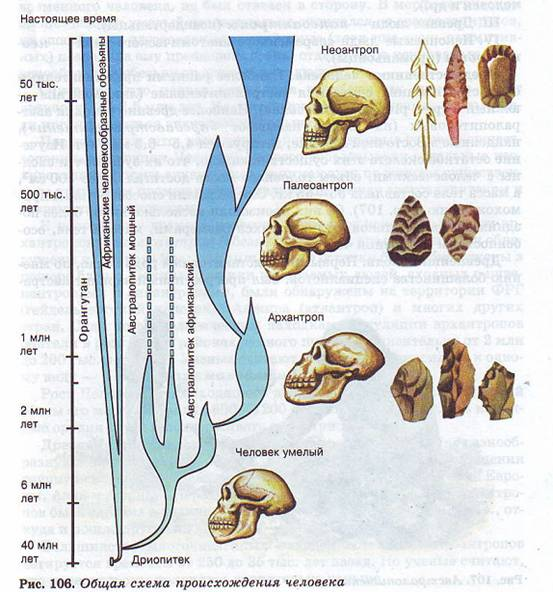 Настоящее время
50 тыс.
лет
500 тыс.
лет
1 млн
лет
2 млн
лет
6 млн
лет
40 млн
лет
Орангутан
Африканские человекообразные обезьяны
Австралопитек мощный
Австралопитек африканский
Неоантроп
Палеоантроп
Архантроп
Человек умелый
Дриопитек
Рис. 106. Общая схема происхождения человека